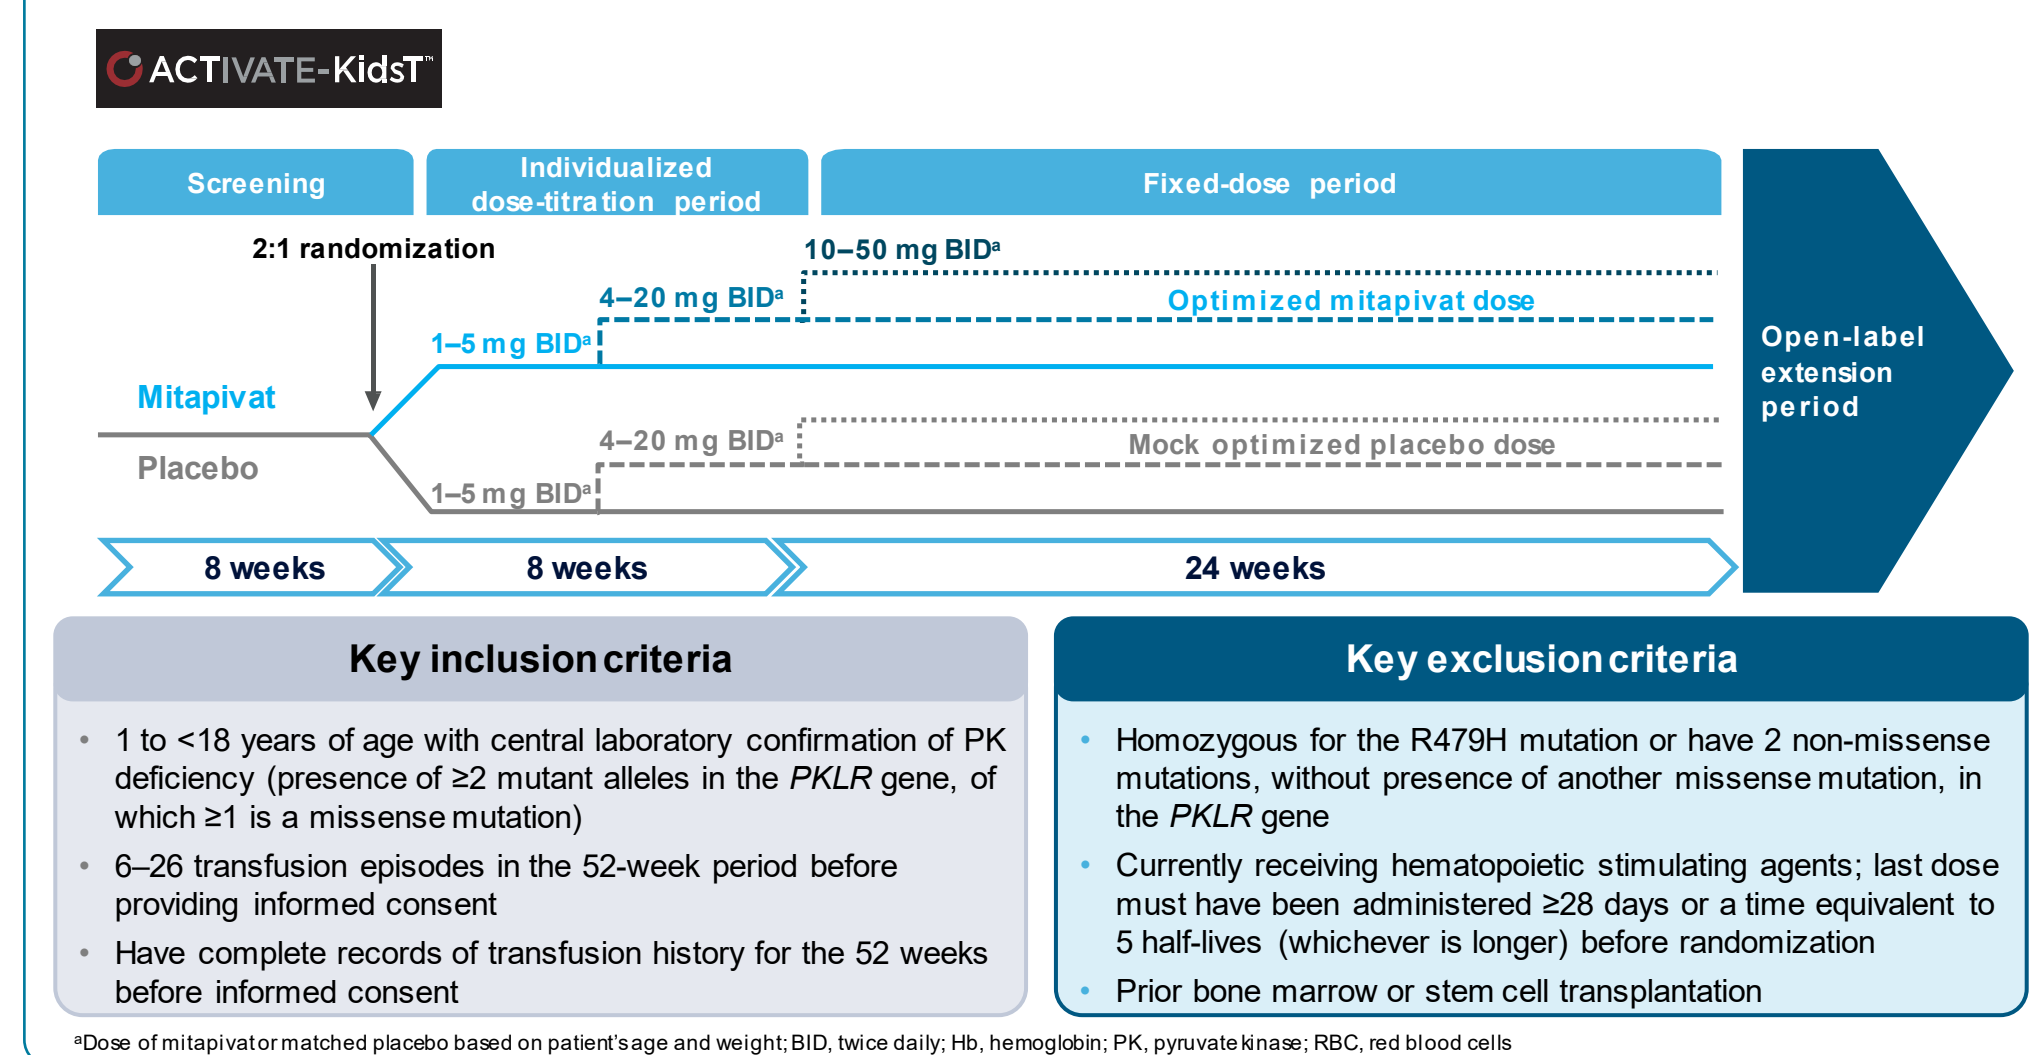 ACTIVATE-KidsT™
Screening
Individualized
dose-titration period
Fixed-dose period
2:1 randomization
10–50 mg BIDᵃ
4–20 mg BIDᵃ
Optimized mitapivat dose
1–5 mg BIDᵃ
Mitapivat
Placebo
4–20 mg BIDᵃ
Mock optimized placebo dose
1–5 mg BIDᵃ
Open-label
extension
period
8 weeks
8 weeks
24 weeks
Key inclusion criteria
• 1 to <18 years of age with central laboratory confirmation of PK
deficiency (presence of ≥2 mutant alleles in the PKLR gene, of
which ≥1 is a missense mutation)
• 6–26 transfusion episodes in the 52-week period before
providing informed consent
• Have complete records of transfusion history for the 52 weeks
before informed consent
Key exclusion criteria
• Homozygous for the R479H mutation or have 2 non-missense
mutations, without presence of another missense mutation, in
the PKLR gene
• Currently receiving hematopoietic stimulating agents; last dose
must have been administered ≥28 days or a time equivalent to
5 half-lives (whichever is longer) before randomization
• Prior bone marrow or stem cell transplantation
ᵃDose of mitapivat or matched placebo based on patient's age and weight; BID, twice daily; Hb, hemoglobin; PK, pyruvate kinase; RBC, red blood cells